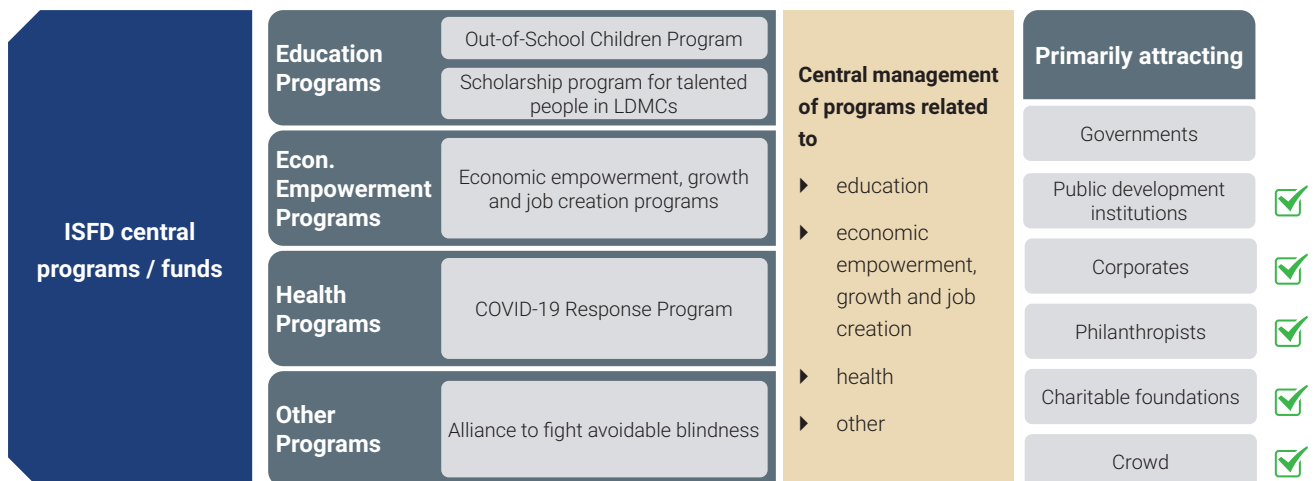 ISFD central
programs / funds
Education
Programs
Out-of-School Children Program
Scholarship program for talented
people in LDMCs
Econ.
Empowerment
Programs
Economic empowerment, growth
and job creation programs
Health
Programs
COVID-19 Response Program
Other
Programs
Alliance to fight avoidable blindness
Central management
of programs related
to
education
economic
empowerment,
growth and job
creation
health
other
Primarily attracting
Governments
Public development
institutions
Corporates
Philanthropists
Charitable foundations
Crowd